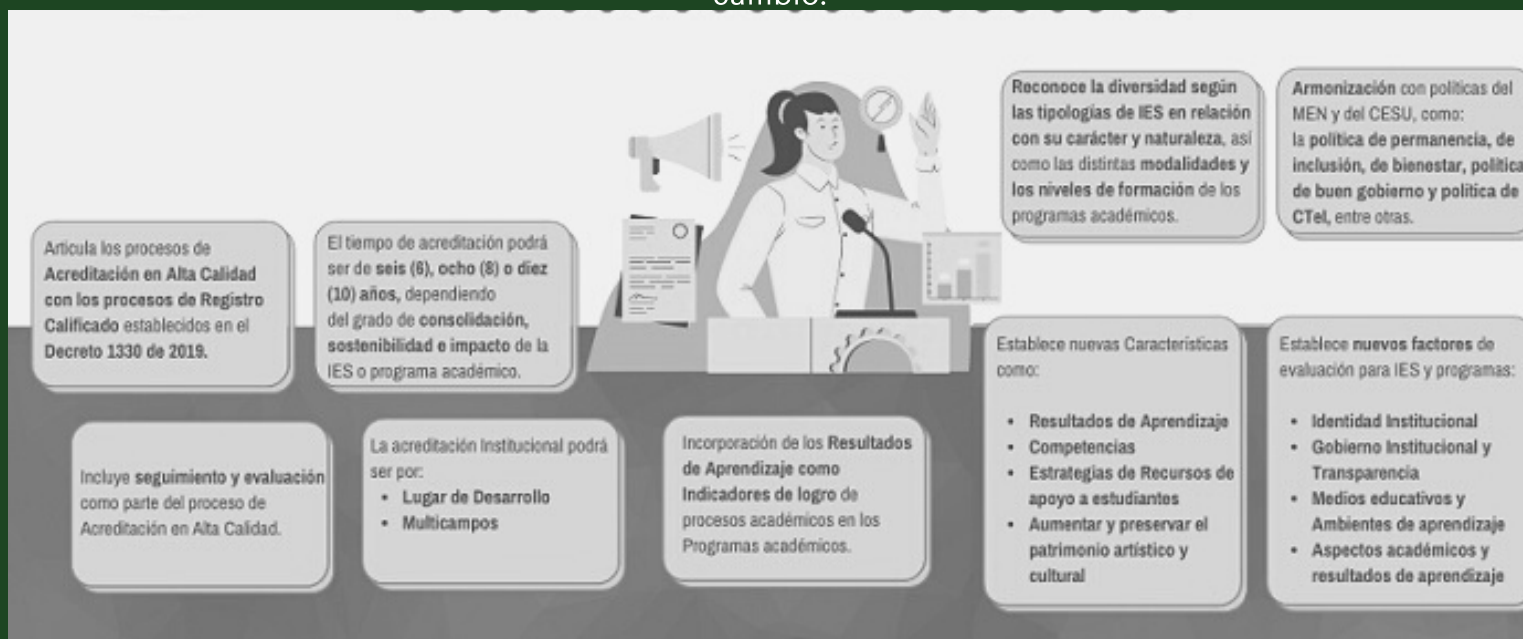 cambio.
Reconoce la diversidad según
las tipologías de IES en relación
con su carácter y naturaleza, así
como las distintas modalidades y
los niveles de formación de los
programas académicos.
Armonización con políticas del
MEN y del CESU, como:
la política de permanencia, de
inclusión, de bienestar, política
de buen gobierno y política de
CTeI, entre otras.
Articula los procesos de
Acreditación en Alta Calidad
con los procesos de Registro
Calificado establecidos en el
Decreto 1330 de 2019.
El tiempo de acreditación podrá
ser de seis (6), ocho (8) o diez
(10) años, dependiendo
del grado de consolidación,
sostenibilidad e impacto de la
IES o programa académico.
Incluye seguimiento y evaluación
como parte del proceso de
Acreditación en Alta Calidad.
La acreditación Institucional podrá
ser por:
• Lugar de Desarrollo
• Multicampos
Incorporación de los Resultados
de Aprendizaje como
Indicadores de logro de
procesos académicos en los
Programas académicos.
Establece nuevas Características
como:
• Resultados de Aprendizaje
• Competencias
• Estrategias de Recursos de
apoyo a estudiantes
• Aumentar y preservar el
patrimonio artístico y
cultural
Establece nuevos factores de
evaluación para IES y programas:
• Identidad Institucional
• Gobierno Institucional y
Transparencia
• Medios educativos y
Ambientes de aprendizaje
• Aspectos académicos y
resultados de aprendizaje